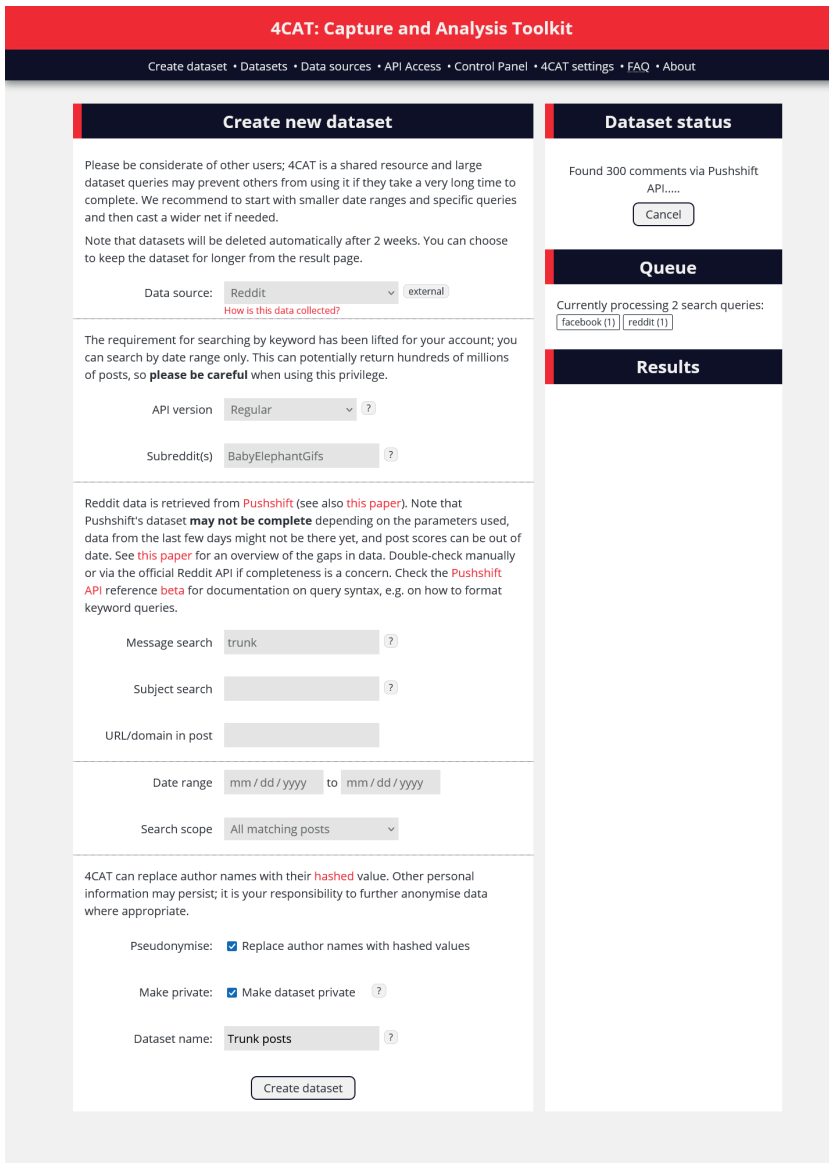 4CAT: Capture and Analysis Toolkit
Create dataset • Datasets • Data sources • API Access • Control Panel • 4CAT settings • FAQ • About
Create new dataset
Please be considerate of other users; 4CAT is a shared resource and large
dataset queries may prevent others from using it if they take a very long time to
complete. We recommend to start with smaller date ranges and specific queries
and then cast a wider net if needed.
Note that datasets will be deleted automatically after 2 weeks. You can choose
to keep the dataset for longer from the result page.
Data source: Reddit external
How is this data collected?
The requirement for searching by keyword has been lifted for your account; you
can search by date range only. This can potentially return hundreds of millions
of posts, so please be careful when using this privilege.
API version Regular ?
Subreddit(s) BabyElephantGifs ?
Reddit data is retrieved from Pushshift (see also this paper). Note that
Pushshift's dataset may not be complete depending on the parameters used,
data from the last few days might not be there yet, and post scores can be out of
date. See this paper for an overview of the gaps in data. Double-check manually
or via the official Reddit API if completeness is a concern. Check the Pushshift
API reference beta for documentation on query syntax, e.g. on how to format
keyword queries.
Message search trunk ?
Subject search ?
URL/domain in post
Date range mm / dd / yyyy to mm / dd / yyyy
Search scope All matching posts
4CAT can replace author names with their hashed value. Other personal
information may persist; it is your responsibility to further anonymise data
where appropriate.
Pseudonymise: Replace author names with hashed values
Make private: Make dataset private ?
Dataset name: Trunk posts ?
Create dataset
Dataset status
Found 300 comments via Pushshift
API.....
Cancel
Queue
Currently processing 2 search queries:
facebook (1) reddit (1)
Results